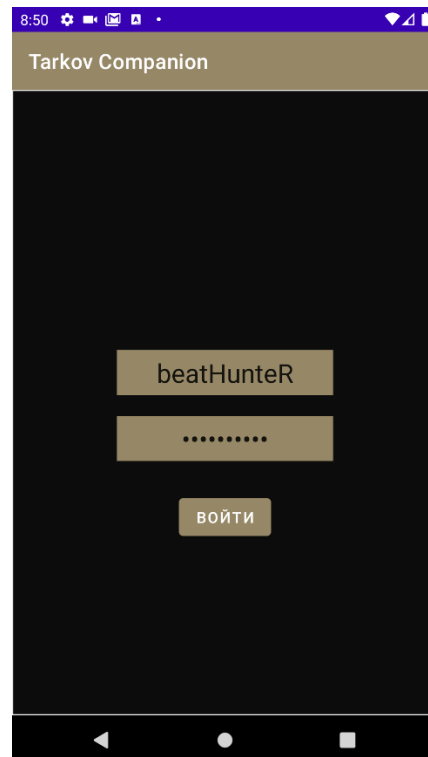 8:50
Tarkov Companion
beatHunteR
••••••••••
ВОЙТИ